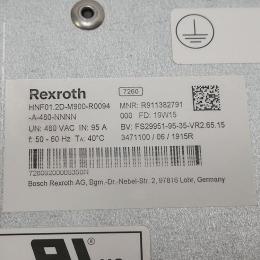 Rexroth 7260
HNF01.2D-M900-R0094 MNR: R911382791
-A-480-NNNN 000 FD: 19W15
UN: 480 VAC IN: 95 A BV: FS29951-95-35-VR2.65.15
f: 50 - 60 Hz TA: 40°C 3471100 / 06 / 1915R
Bosch Rexroth AG, Bgm.-Dr.-Nebel-Str. 2, 97816 Lohr, Germany